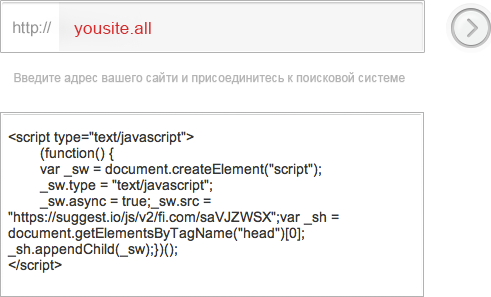 http:// yousite.all
Введите адрес вашего сайти и присоединитесь к поисковой системе
<script type="text/javascript">
(function() {
var _sw = document.createElement("script");
_sw.type = "text/javascript";
_sw.async = true;_sw.src =
"https://suggest.io/js/v2/fi.com/saVJZWSX";var _sh =
document.getElementsByTagName("head")[0];
_sh.appendChild(_sw);})();
</script>